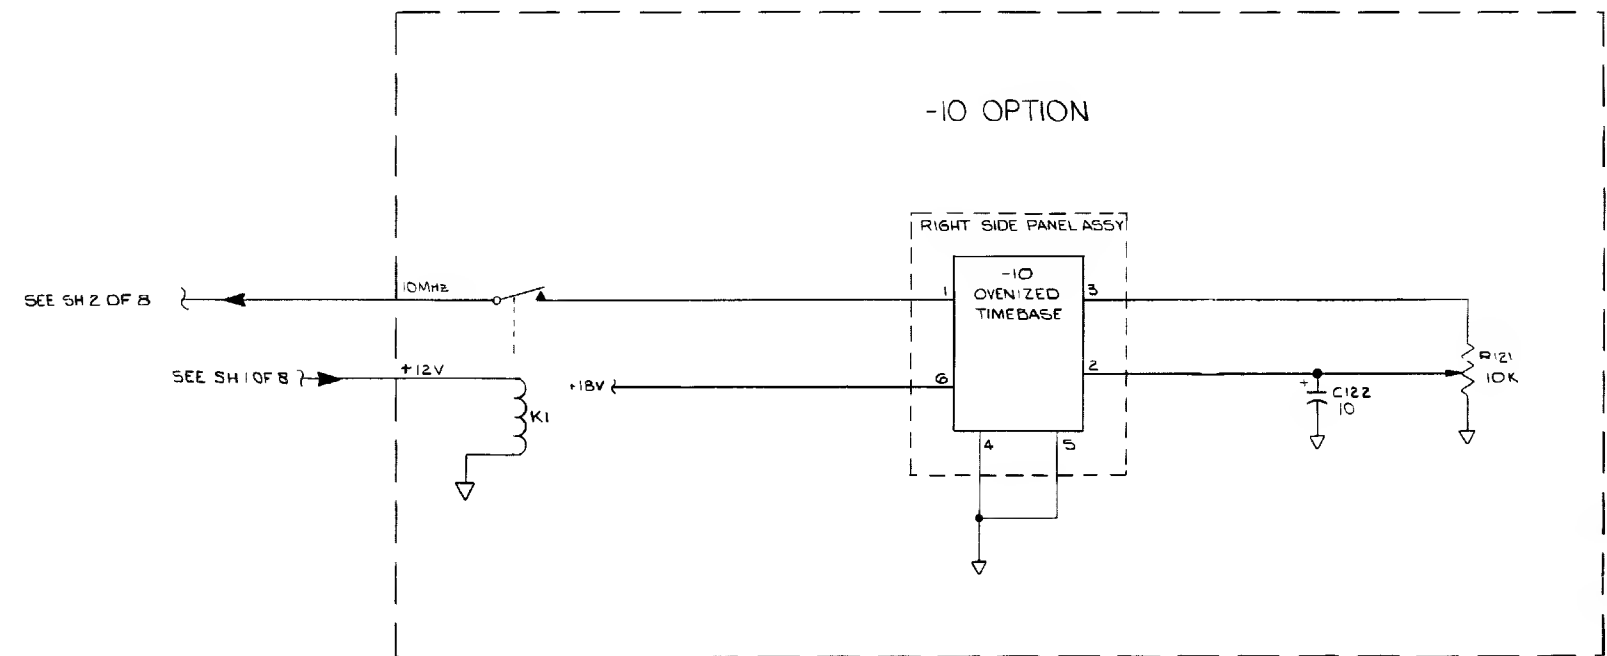 -10 OPTION
RIGHT SIDE PANEL ASSY
10MHZ
1
-10
OVENIZED
TIMEBASE
3
SEE SH 2 OF 8
SEE SH 1 OF 8
+12V
+18V
6
2
R121
10K
K1
+
C122
10
4
5